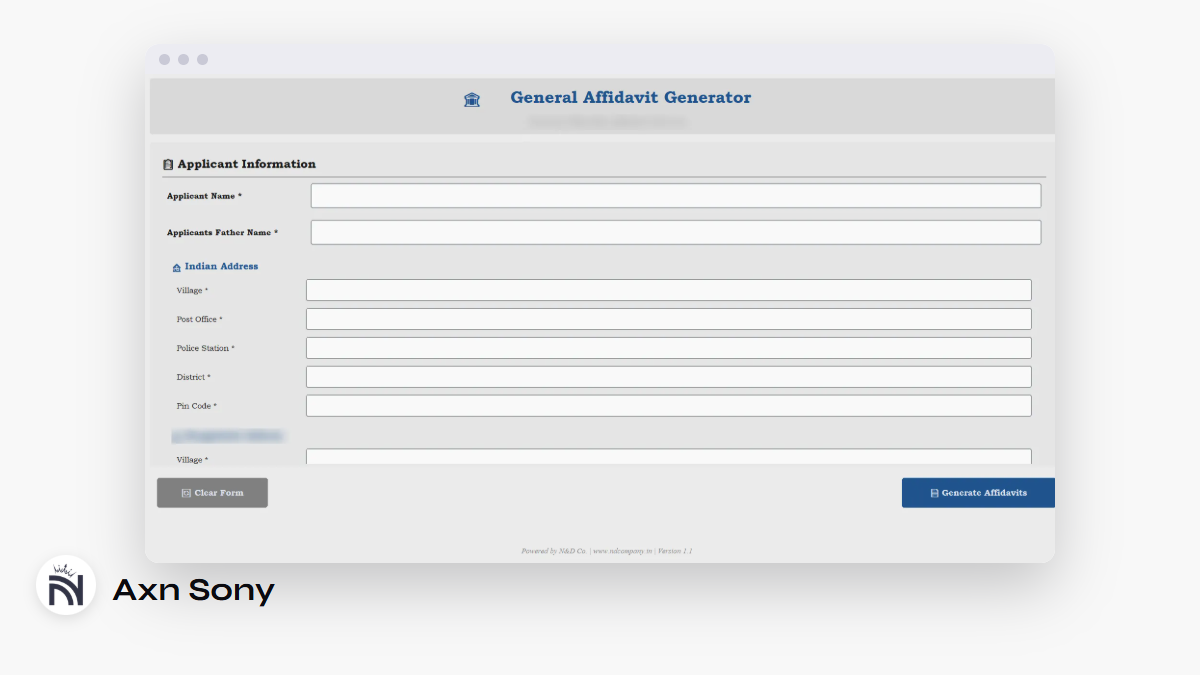 General Affidavit Generator
Applicant Information
Applicant Name *
Applicants Father Name *
Indian Address
Village *
Post Office *
Police Station *
District *
Pin Code *
Village *
Clear Form
Generate Affidavits
Powered by N&D Co. | www.ndcompany.in | Version 1.1
Axn Sony